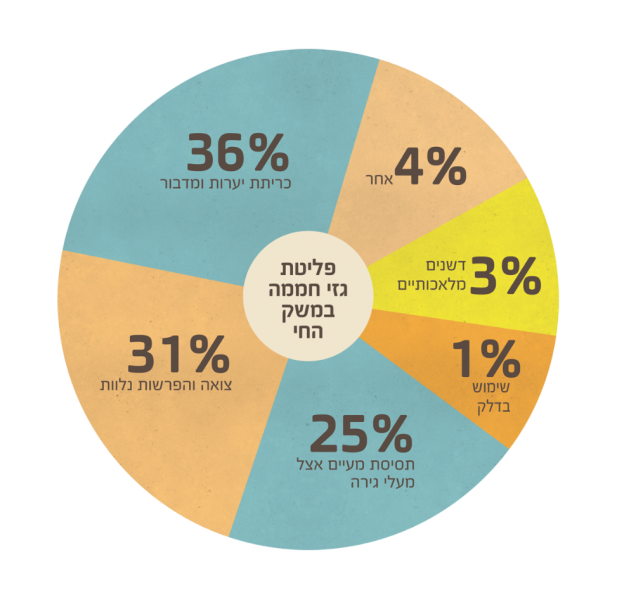 פליטת
גזי חממה
במשק
החי
36%
כריתת יערות ומדבור
4%
אחר
3%
דשנים
מלאכותיים
1%
שימוש
בדלק
25%
תסיסת מעיים אצל
מעלי גירה
31%
צואה והפרשות נלוות